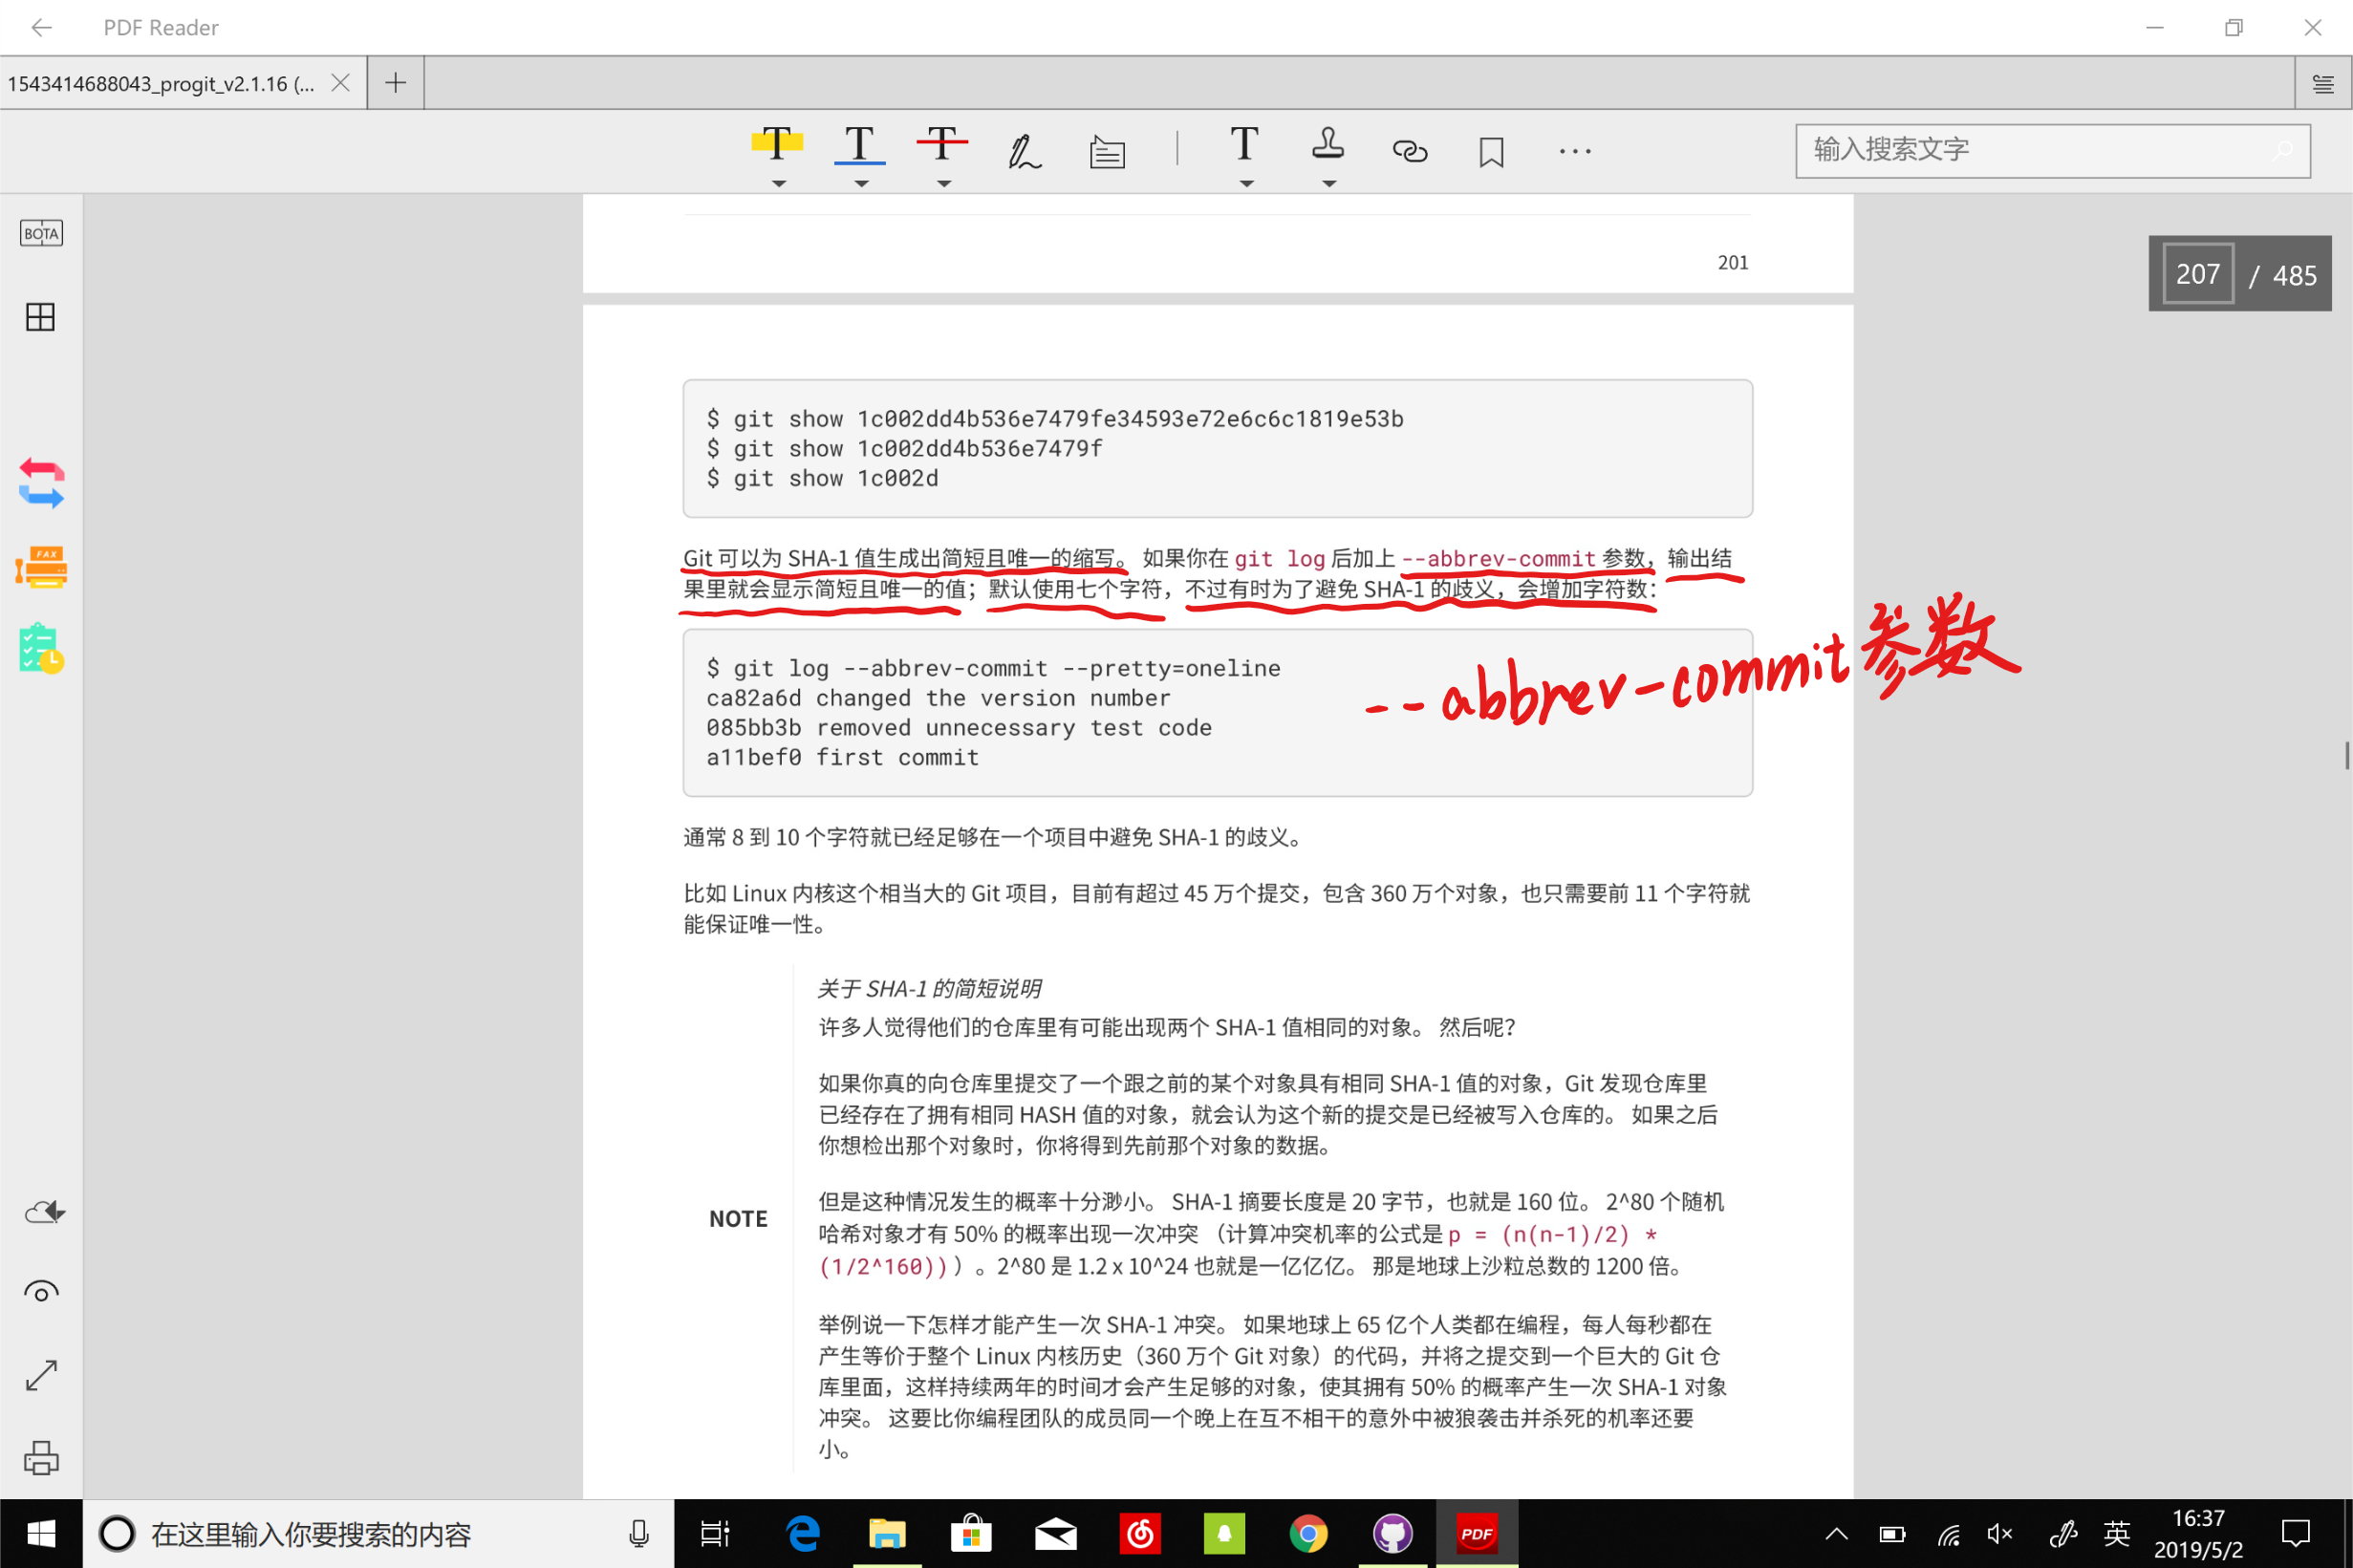 PDF Reader
1543414688043_progit_v2.1.16 (...
T T T T ...
输入搜索文字
BOTA
201
207 / 485
$ git show 1c002dd4b536e7479fe34593e72e6c6c1819e53b
$ git show 1c002dd4b536e7479f
$ git show 1c002d
Git 可以为 SHA-1 值生成出简短且唯一的缩写。 如果你在 git log 后加上 --abbrev-commit 参数，输出结
果里就会显示简短且唯一的值；默认使用七个字符，不过有时为了避免 SHA-1 的歧义，会增加字符数：
$ git log --abbrev-commit --pretty=oneline
ca82a6d changed the version number
085bb3b removed unnecessary test code
a11bef0 first commit
--abbrev-commit参数
通常 8 到 10 个字符就已经足够在一个项目中避免 SHA-1 的歧义。
比如 Linux 内核这个相当大的 Git 项目，目前有超过 45 万个提交，包含 360 万个对象，也只需要前 11 个字符就
能保证唯一性。
FAX
NOTE
关于 SHA-1 的简短说明
许多人觉得他们的仓库里有可能出现两个 SHA-1 值相同的对象。 然后呢？
如果你真的向仓库里提交了一个跟之前的某个对象具有相同 SHA-1 值的对象，Git 发现仓库里
已经存在了拥有相同 HASH 值的对象，就会认为这个新的提交是已经被写入仓库的。 如果之后
你想检出那个对象时，你将得到先前那个对象的数据。
但是这种情况发生的概率十分渺小。 SHA-1 摘要长度是 20 字节，也就是 160 位。 2^80 个随机
哈希对象才有 50% 的概率出现一次冲突 （计算冲突机率的公式是 p = (n(n-1)/2) *
(1/2^160)) ）。2^80 是 1.2 x 10^24 也就是一亿亿亿。 那是地球上沙粒总数的 1200 倍。
举例说一下怎样才能产生一次 SHA-1 冲突。 如果地球上 65 亿个人类都在编程，每人每秒都在
产生等价于整个 Linux 内核历史（360 万个 Git 对象）的代码，并将之提交到一个巨大的 Git 仓
库里面，这样持续两年的时间才会产生足够的对象，使其拥有 50% 的概率产生一次 SHA-1 对象
冲突。 这要比你编程团队的成员同一个晚上在互不相干的意外中被狼袭击并杀死的机率还要
小。
在这里输入你要搜索的内容
PDF
英
16:37
2019/5/2